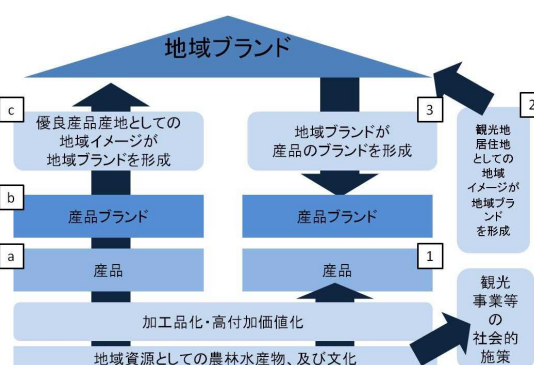 地域ブランド
c
優良産品産地としての
地域イメージが
地域ブランドを形成
3
地域ブランドが
産品のブランドを形成
2
観光地
居住地
としての
地域
イメージが
地域ブラ
ンド
を形成
b
産品ブランド
産品ブランド
a
産品
1
産品
加工品化・高付加価値化
観光
事業等
の
社会的
施策
地域資源としての農林水産物、及び文化